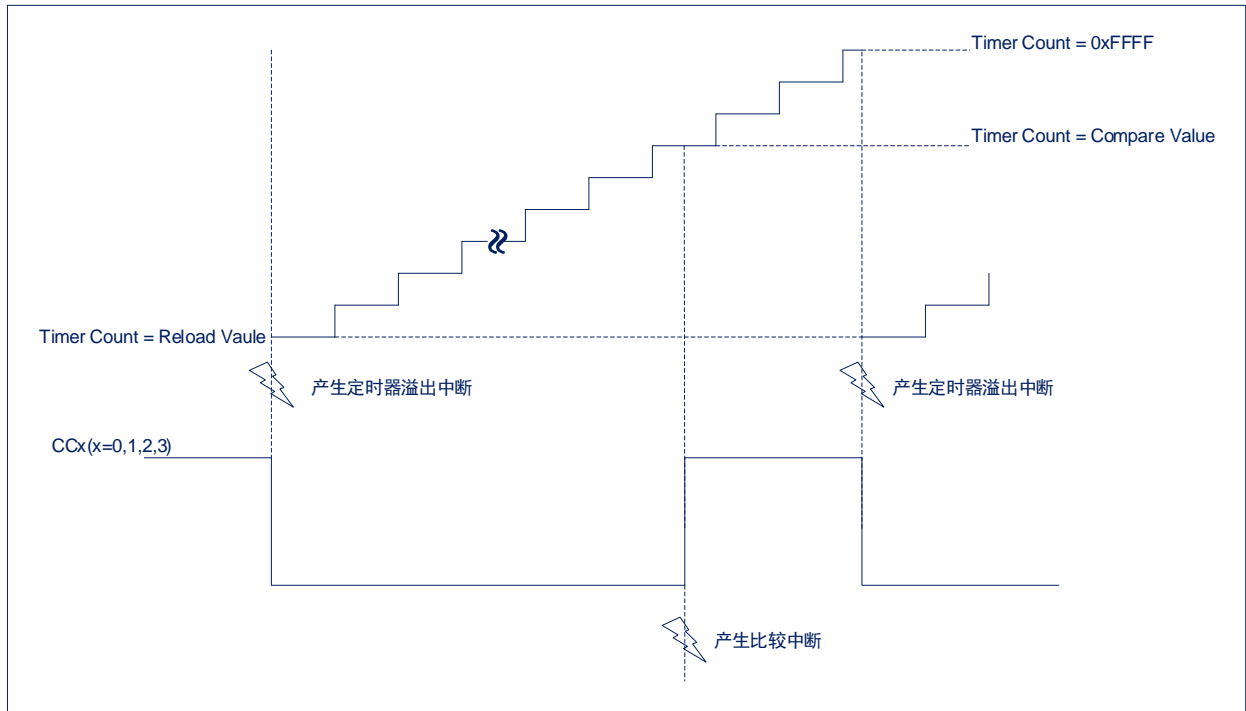 Timer Count = 0xFFFF
Timer Count = Compare Value
Timer Count = Reload Vaule
产生定时器溢出中断
产生定时器溢出中断
CCx(x=0,1,2,3)
产生比较中断